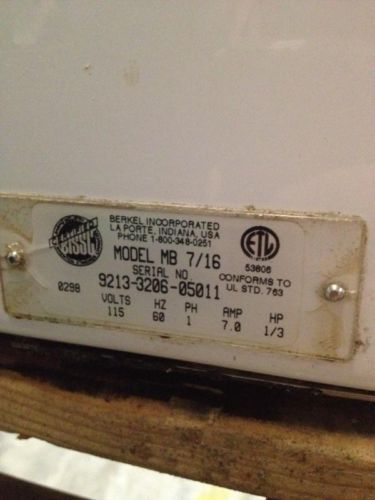 BERKEL INCORPORATED
LA PORTE, INDIANA, USA
PHONE 1-800-348-0251
MODEL MB 7/16
SERIAL NO.
9213-3206-05011
BISSC
ETL
53606
CONFORMS TO
UL STD. 763
0298
VOLTS HZ PH AMP HP
115 60 1 7.0 1/3